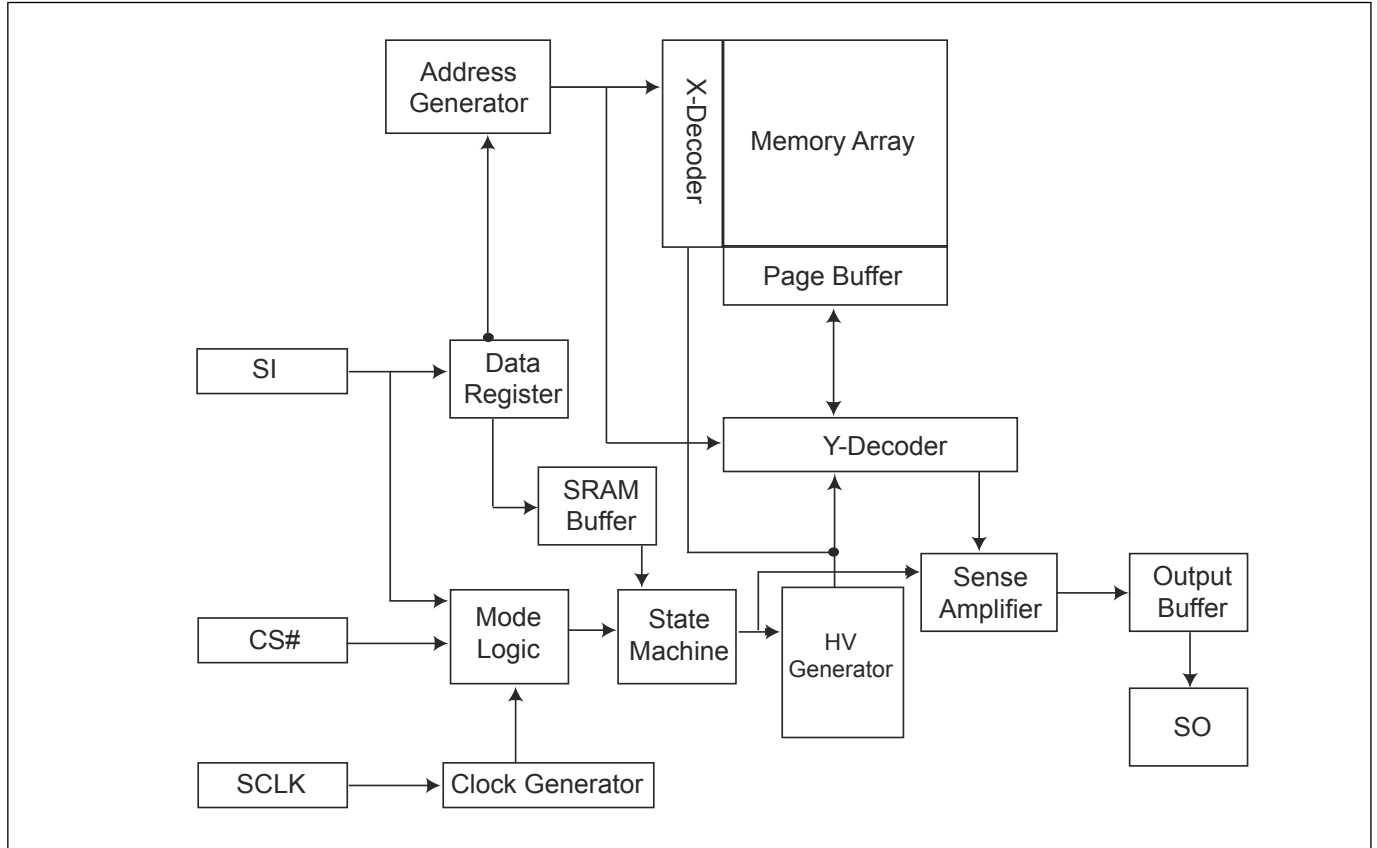 Address
Generator
X-Decoder
Memory Array
Page Buffer
SI
Data
Register
Y-Decoder
SRAM
Buffer
CS#
Mode
Logic
State
Machine
HV
Generator
Sense
Amplifier
Output
Buffer
SO
SCLK
Clock Generator